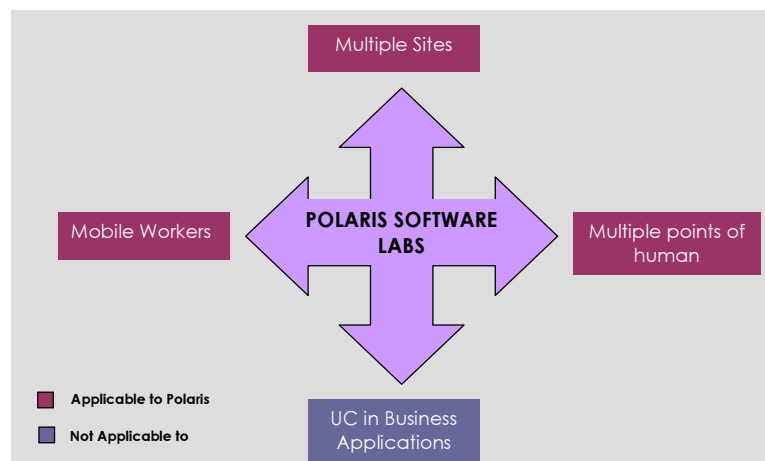 Multiple Sites
Mobile Workers
POLARIS SOFTWARE
LABS
Multiple points of
human
Applicable to Polaris
Not Applicable to
UC in Business
Applications